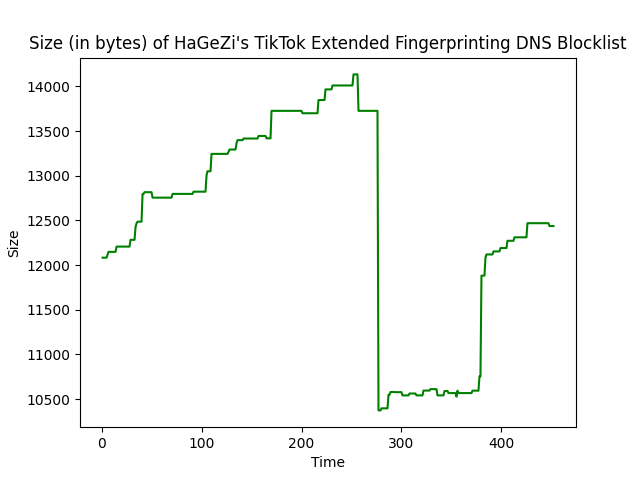 Size (in bytes) of HaGeZi's TikTok Extended Fingerprinting DNS Blocklist
14000
13500
13000
12500
12000
11500
11000
10500
Size
0 100 200 300 400
Time